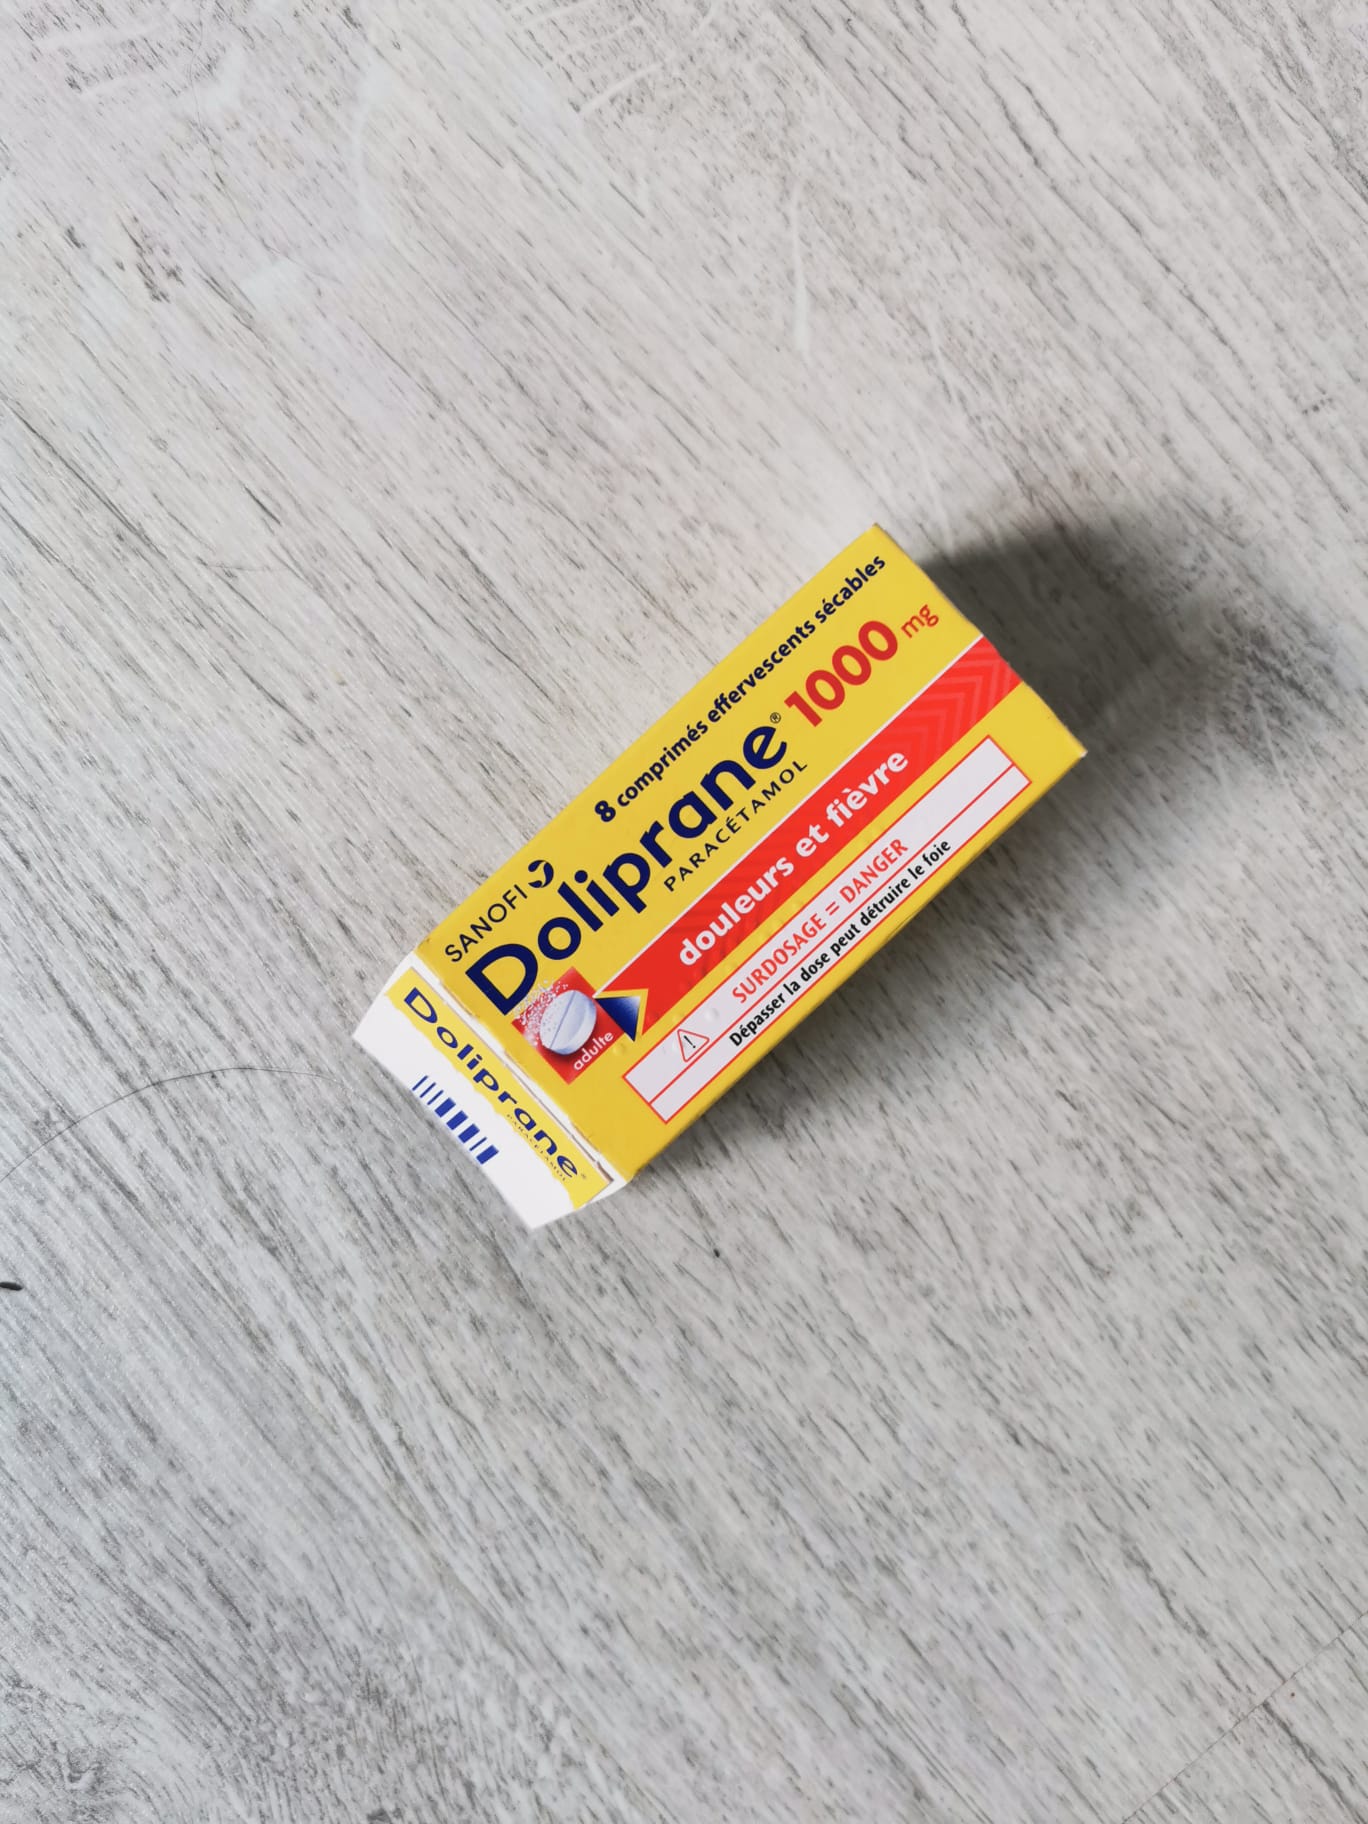 8 comprimés effervescents sécables
SANOFI
Doliprane® 1000 mg
PARACÉTAMOL
douleurs et fièvre
adulte
SURDOSAGE = DANGER
Dépasser la dose peut détruire le foie
Doliprane®
PARACÉTAMOL